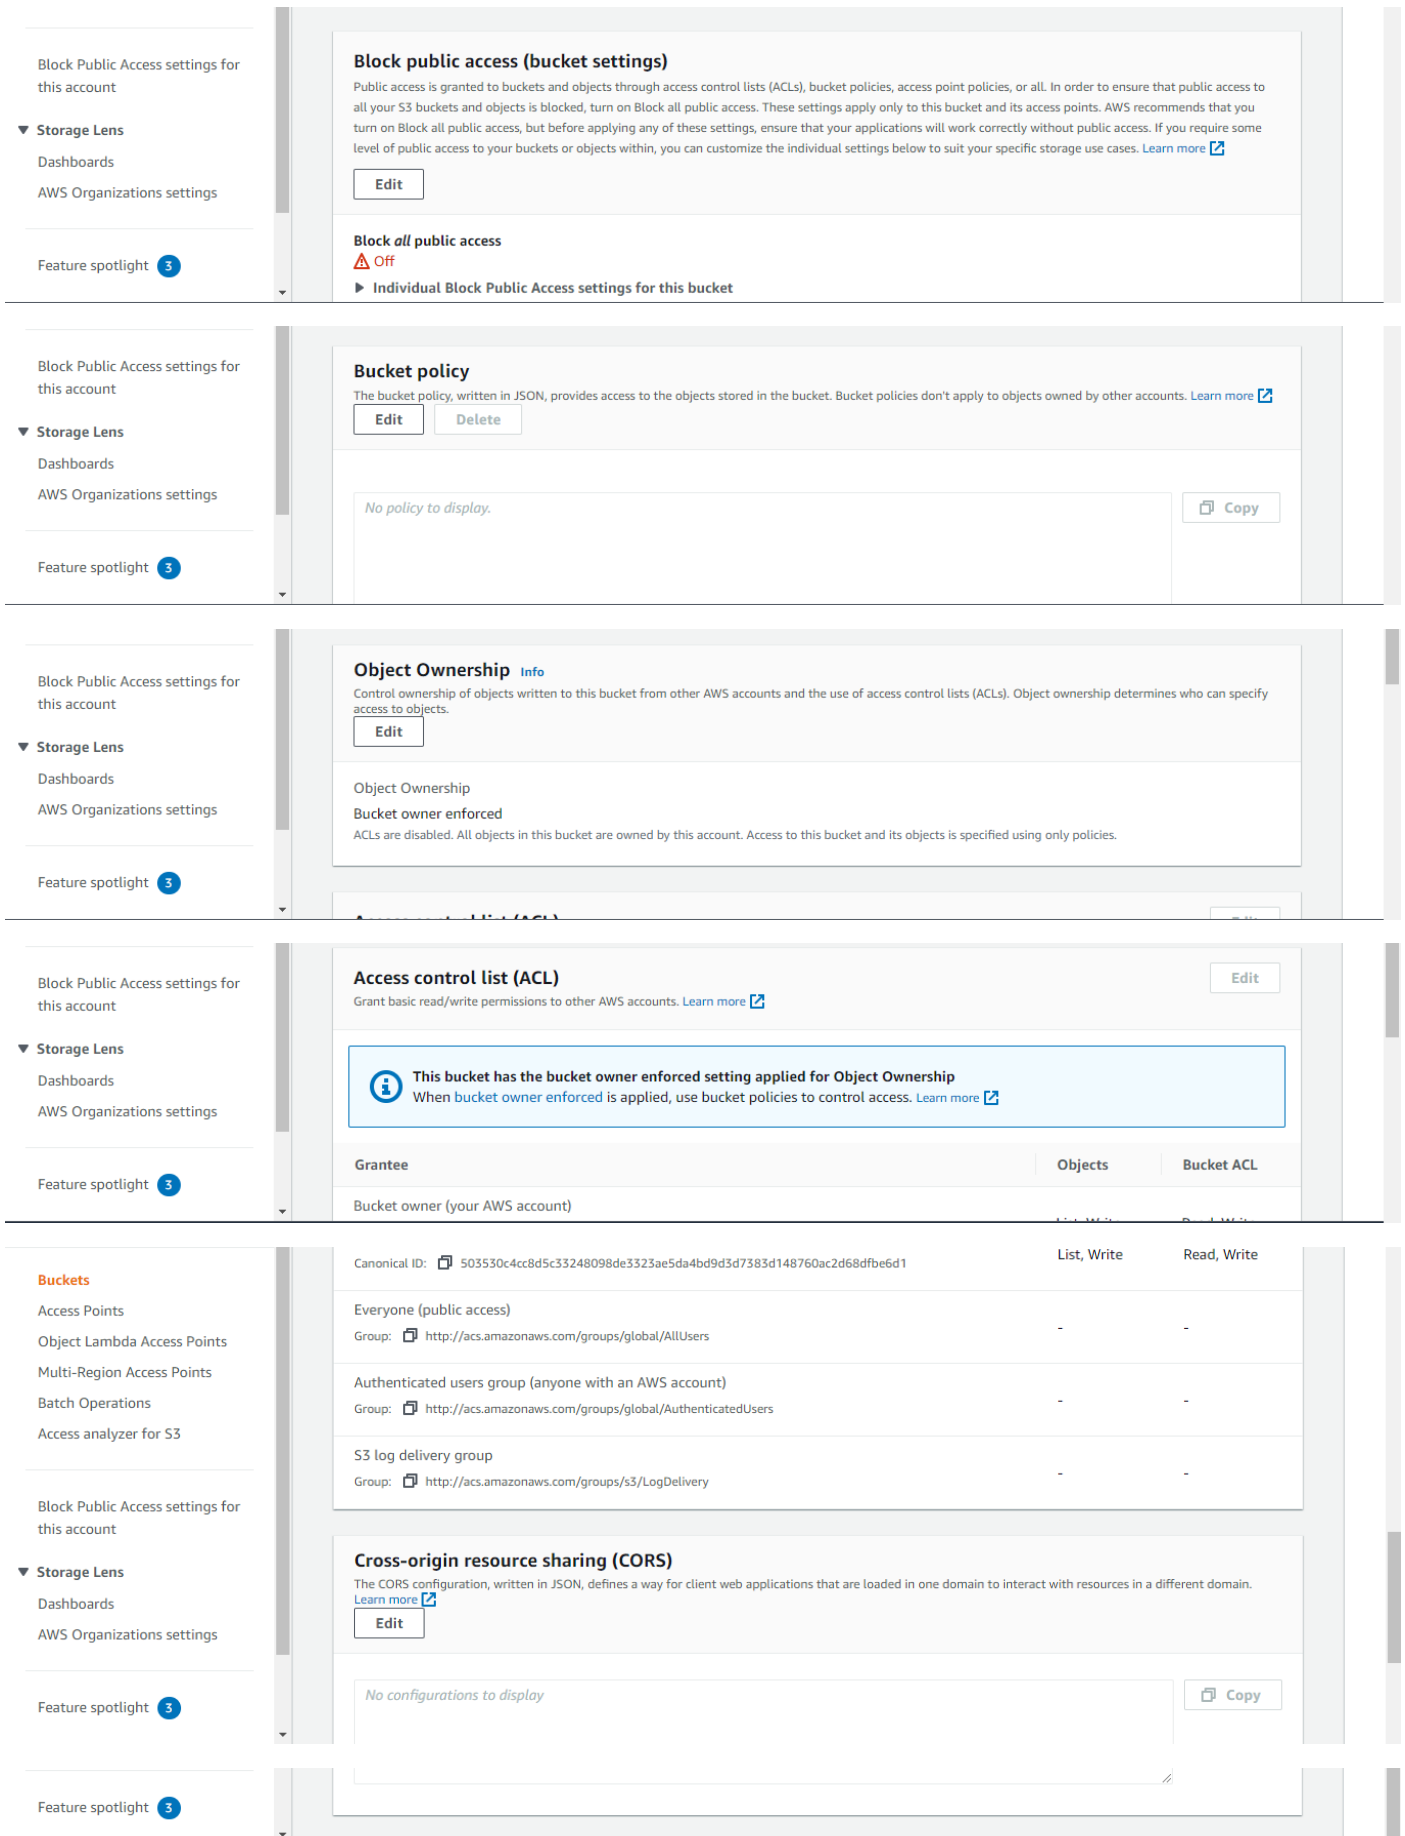 Block Public Access settings for
this account
Storage Lens
Dashboards
AWS Organizations settings
Feature spotlight 3
Block public access (bucket settings)
Public access is granted to buckets and objects through access control lists (ACLs), bucket policies, access point policies, or all. In order to ensure that public access to
all your S3 buckets and objects is blocked, turn on Block all public access. These settings apply only to this bucket and its access points. AWS recommends that you
turn on Block all public access, but before applying any of these settings, ensure that your applications will work correctly without public access. If you require some
level of public access to your buckets or objects within, you can customize the individual settings below to suit your specific storage use cases. Learn more
Edit
Block all public access
Off
Individual Block Public Access settings for this bucket
Block Public Access settings for
this account
Storage Lens
Dashboards
AWS Organizations settings
Feature spotlight 3
Bucket policy
The bucket policy, written in JSON, provides access to the objects stored in the bucket. Bucket policies don't apply to objects owned by other accounts. Learn more
Edit Delete
No policy to display.
Copy
Block Public Access settings for
this account
Storage Lens
Dashboards
AWS Organizations settings
Feature spotlight 3
Object Ownership Info
Control ownership of objects written to this bucket from other AWS accounts and the use of access control lists (ACLs). Object ownership determines who can specify
access to objects.
Edit
Object Ownership
Bucket owner enforced
ACLs are disabled. All objects in this bucket are owned by this account. Access to this bucket and its objects is specified using only policies.
Access control list (ACL)
Edit
Block Public Access settings for
this account
Storage Lens
Dashboards
AWS Organizations settings
Feature spotlight 3
Access control list (ACL)
Edit
Grant basic read/write permissions to other AWS accounts. Learn more
This bucket has the bucket owner enforced setting applied for Object Ownership
When bucket owner enforced is applied, use bucket policies to control access. Learn more
Grantee Objects Bucket ACL
Bucket owner (your AWS account)
List, Write Read, Write
Buckets
Access Points
Object Lambda Access Points
Multi-Region Access Points
Batch Operations
Access analyzer for S3
Block Public Access settings for
this account
Storage Lens
Dashboards
AWS Organizations settings
Feature spotlight 3
List, Write Read, Write
Canonical ID: 503530c4cc8d5c33248098de3323ae5da4bd9d3d7383d148760ac2d68dfbe6d1
Everyone (public access)
Group: http://acs.amazonaws.com/groups/global/AllUsers
- -
Authenticated users group (anyone with an AWS account)
Group: http://acs.amazonaws.com/groups/global/AuthenticatedUsers
- -
S3 log delivery group
Group: http://acs.amazonaws.com/groups/s3/LogDelivery
- -
Cross-origin resource sharing (CORS)
The CORS configuration, written in JSON, defines a way for client web applications that are loaded in one domain to interact with resources in a different domain.
Learn more
Edit
No configurations to display
Copy
Feature spotlight 3